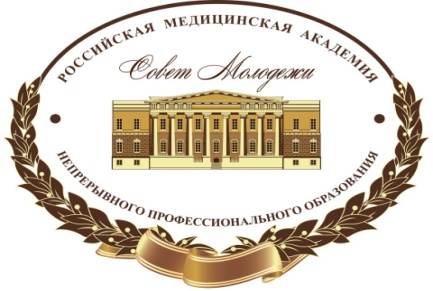 РОССИЙСКАЯ МЕДИЦИНСКАЯ АКАДЕМИЯ
Совет Молодежи
НЕПРЕРЫВНОГО ПРОФЕССИОНАЛЬНОГО ОБРАЗОВАНИЯ